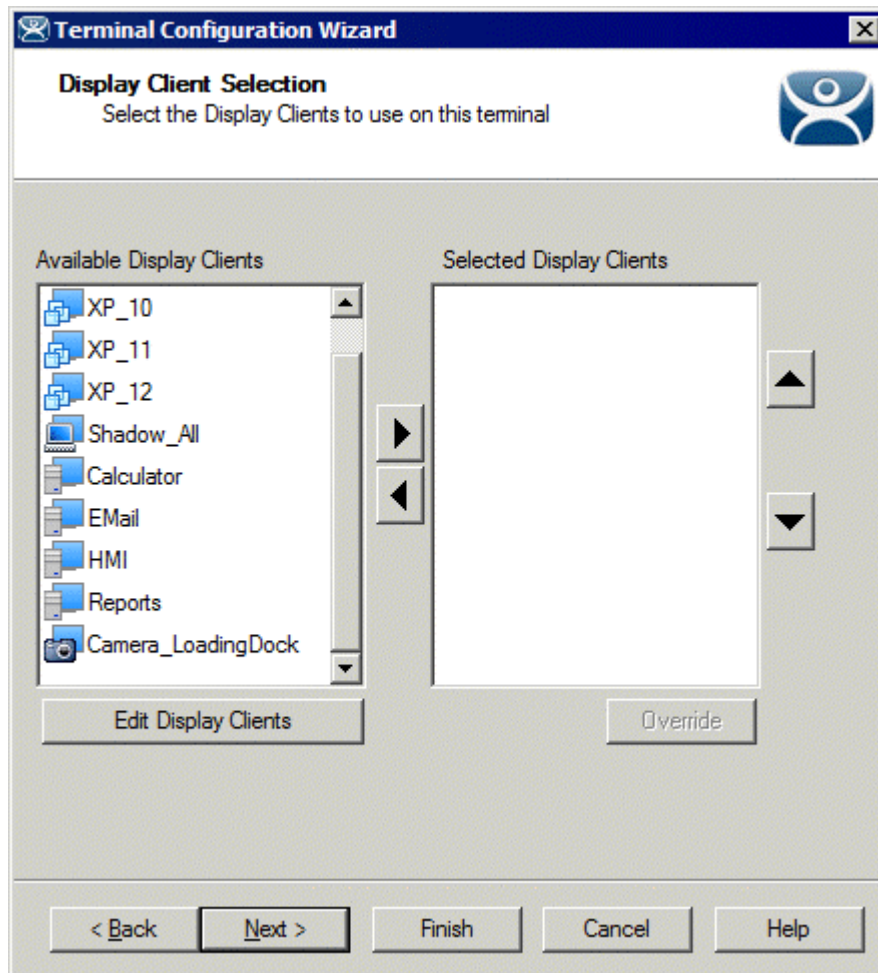 Terminal Configuration Wizard
Display Client Selection
Select the Display Clients to use on this terminal
Available Display Clients
Selected Display Clients
XP_10
XP_11
XP_12
Shadow_All
Calculator
EMail
HMI
Reports
Camera_LoadingDock
Edit Display Clients
Override
< Back
Next >
Finish
Cancel
Help